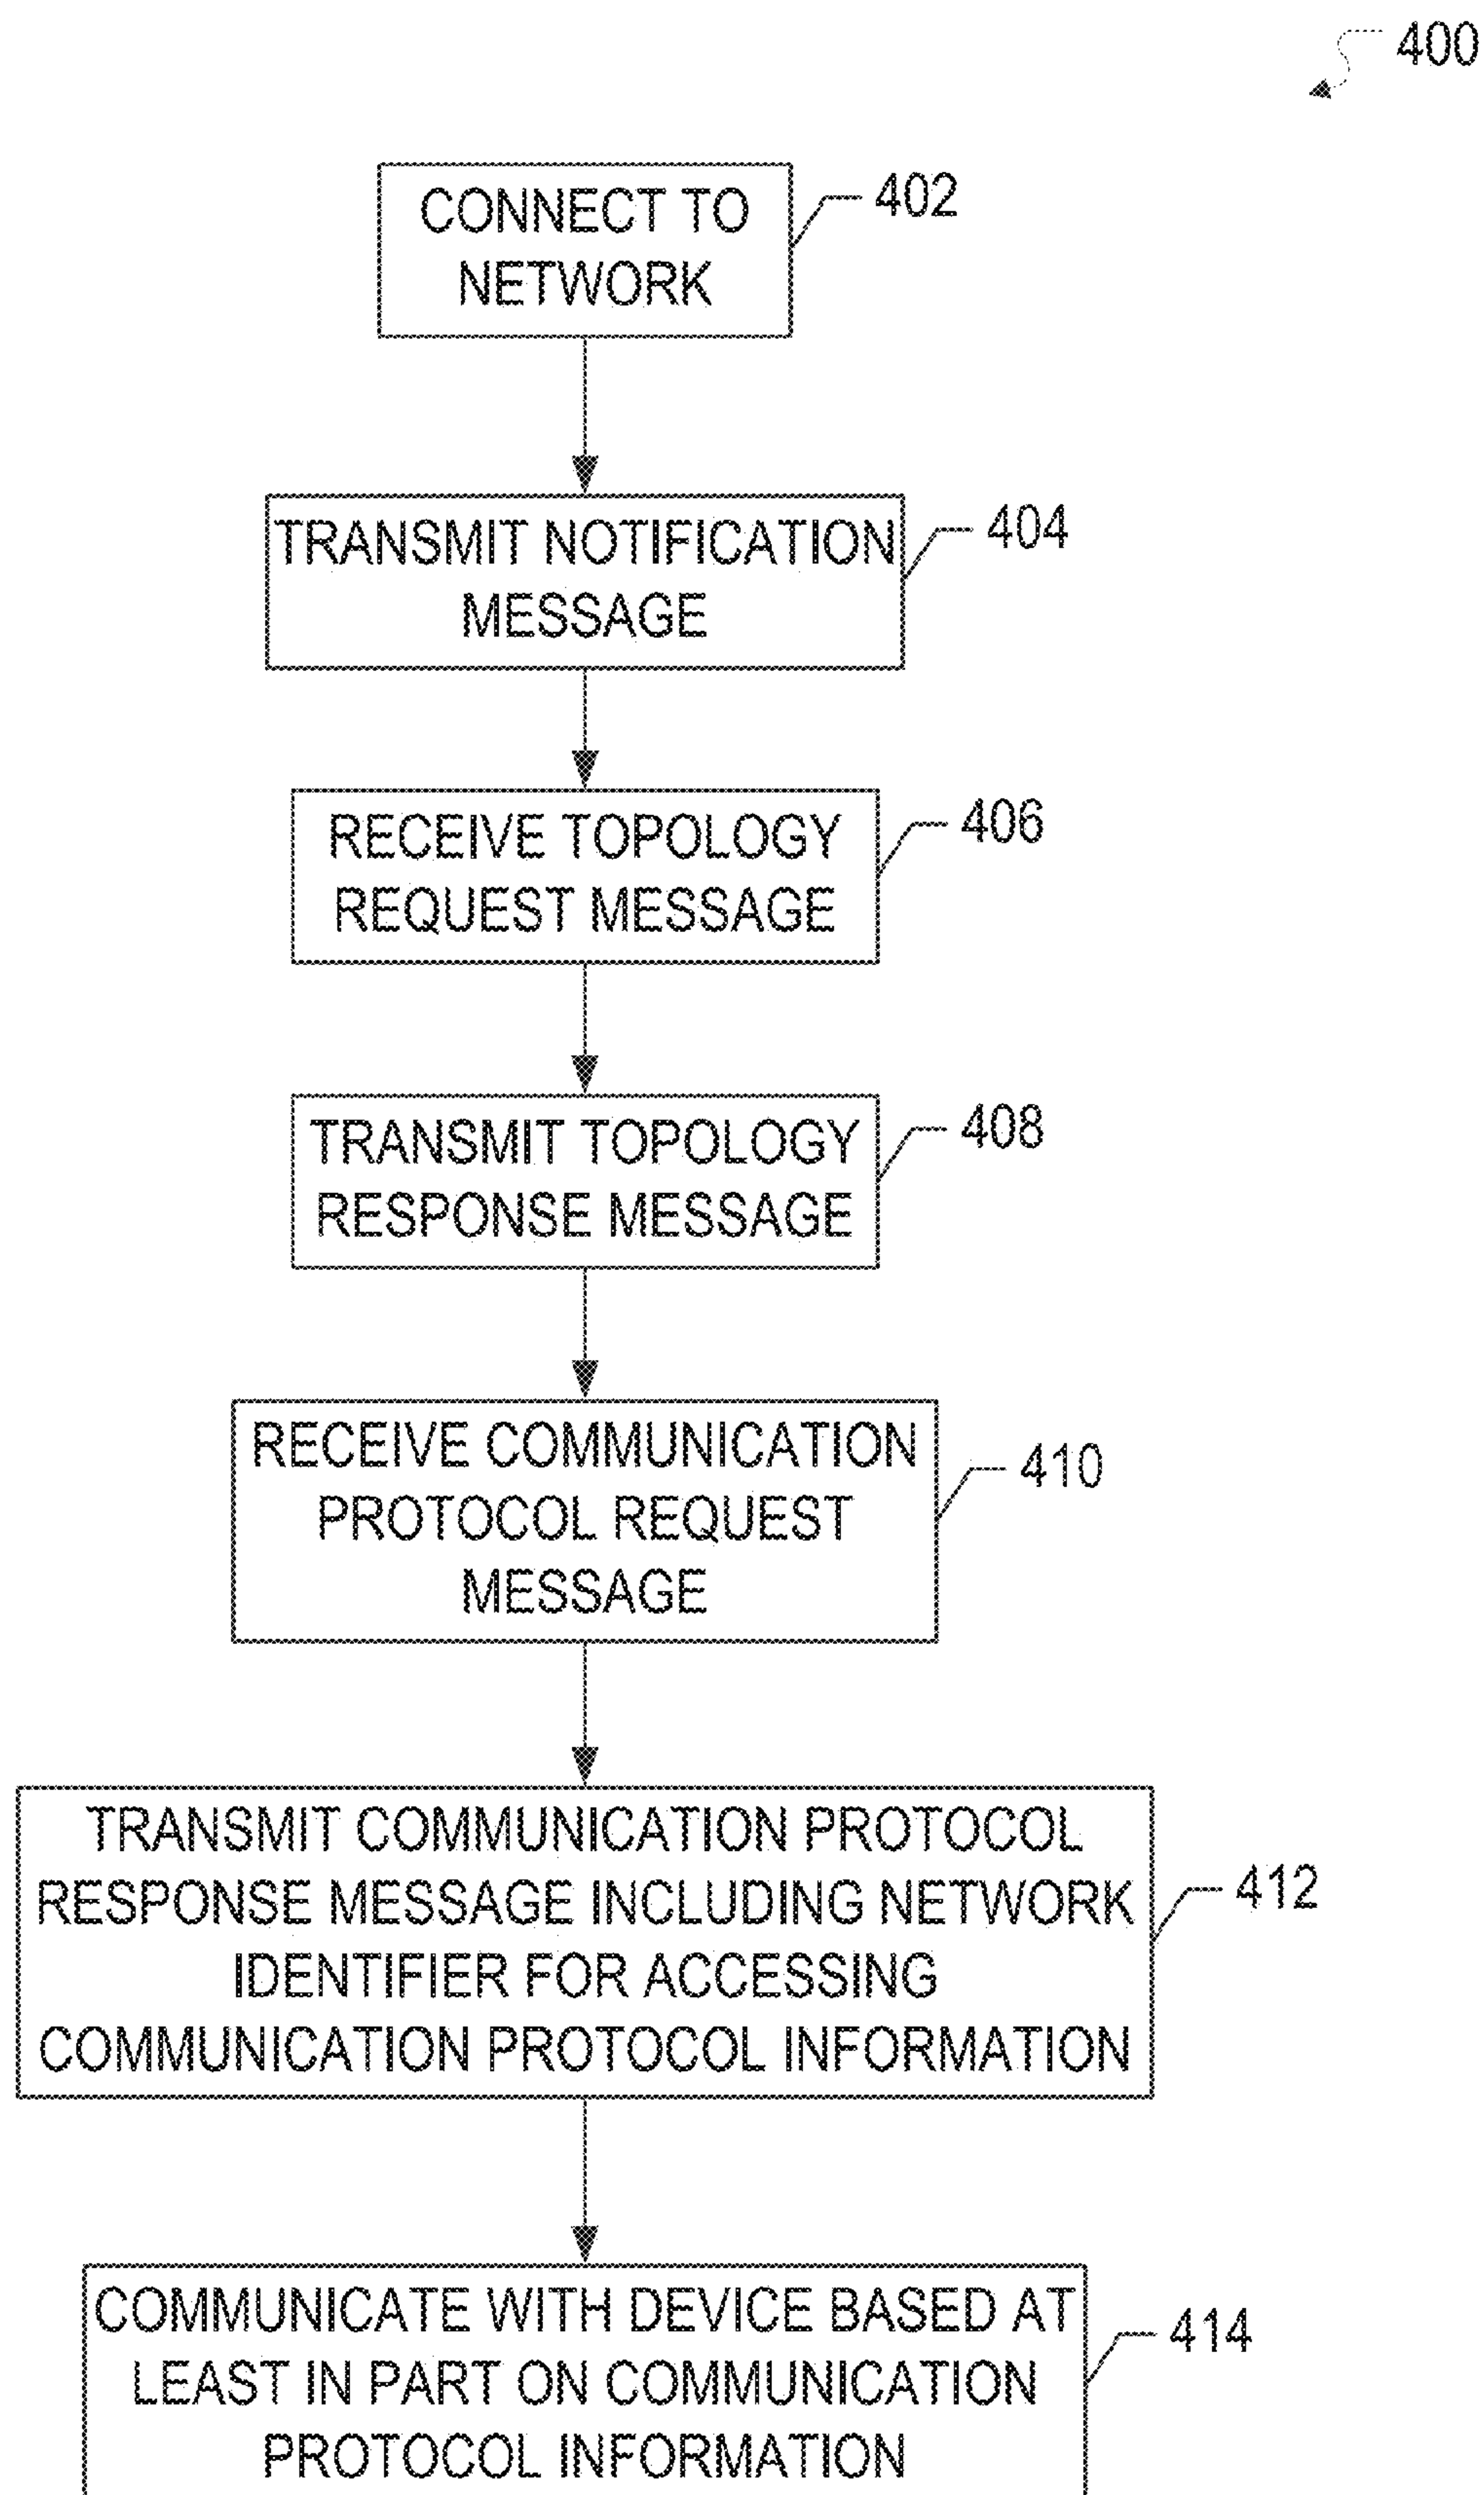 400
CONNECT TO
NETWORK
402
TRANSMIT NOTIFICATION
MESSAGE
404
RECEIVE TOPOLOGY
REQUEST MESSAGE
406
TRANSMIT TOPOLOGY
RESPONSE MESSAGE
408
RECEIVE COMMUNICATION
PROTOCOL REQUEST
MESSAGE
410
TRANSMIT COMMUNICATION PROTOCOL
RESPONSE MESSAGE INCLUDING NETWORK
IDENTIFIER FOR ACCESSING
COMMUNICATION PROTOCOL INFORMATION
412
COMMUNICATE WITH DEVICE BASED AT
LEAST IN PART ON COMMUNICATION
PROTOCOL INFORMATION
414